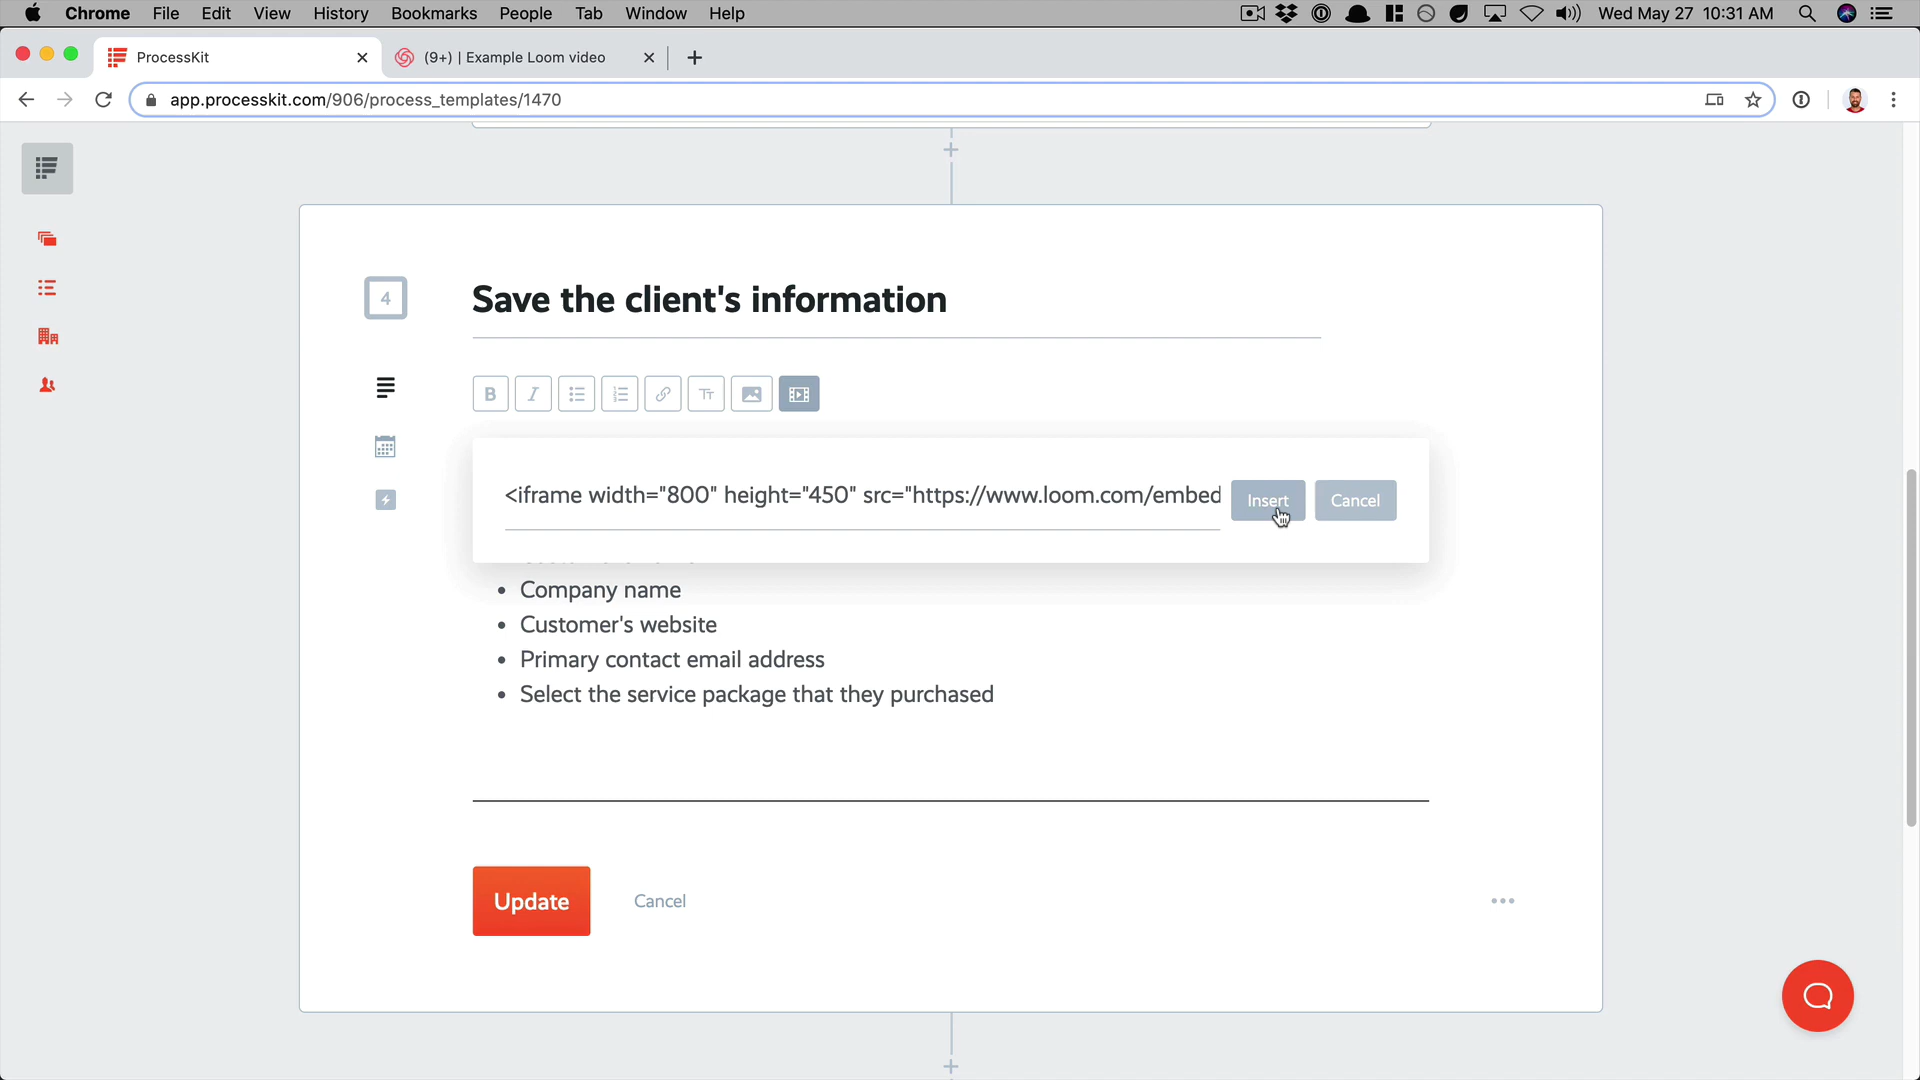 Chrome File Edit View History Bookmarks People Tab Window Help Wed May 27 10:31 AM
ProcessKit (9+) | Example Loom video
app.processkit.com/906/process_templates/1470
4 Save the client's information
B I Tт
<iframe width="800" height="450" src="https://www.loom.com/embed Insert Cancel
• Company name
• Customer's website
• Primary contact email address
• Select the service package that they purchased
Update Cancel